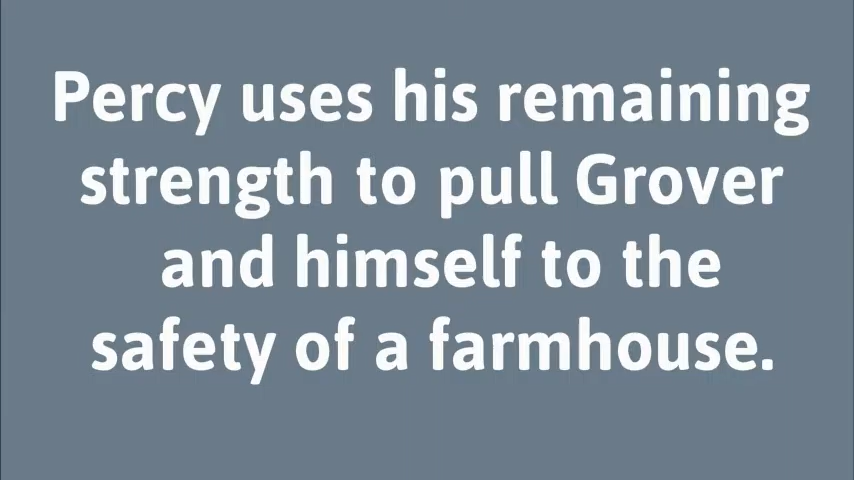 Percy uses his remaining
strength to pull Grover
and himself to the
safety of a farmhouse.